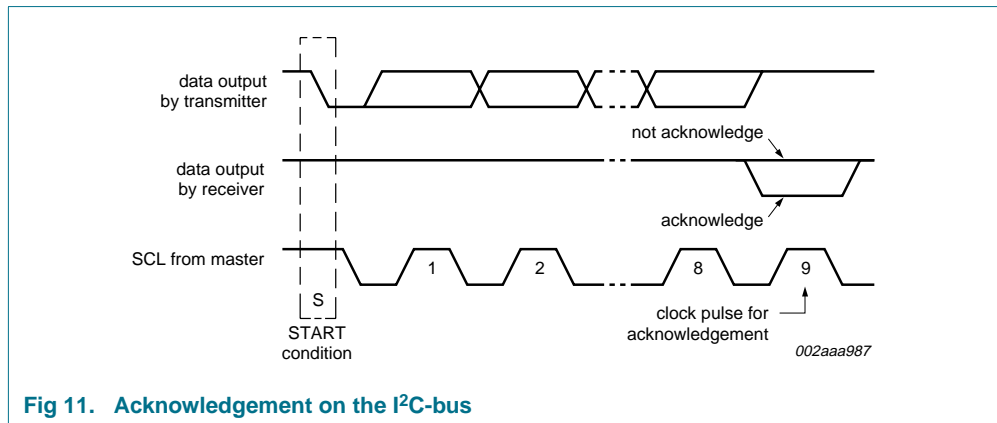 data output
by transmitter
not acknowledge
data output
by receiver
acknowledge
SCL from master
1
2
8
9
S
START
condition
clock pulse for
acknowledgement
002aaa987
Fig 11. Acknowledgement on the I²C-bus